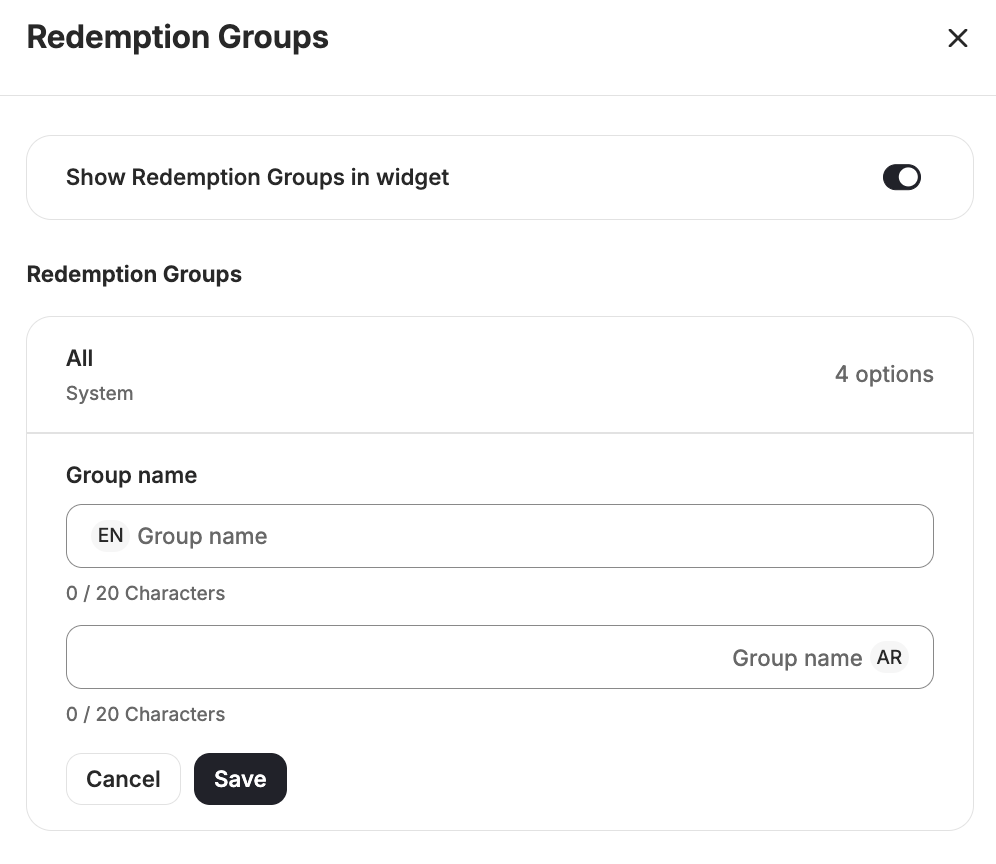 Redemption Groups
Show Redemption Groups in widget
Redemption Groups
All
System
4 options
Group name
EN Group name
0 / 20 Characters
Group name AR
0 / 20 Characters
Cancel Save